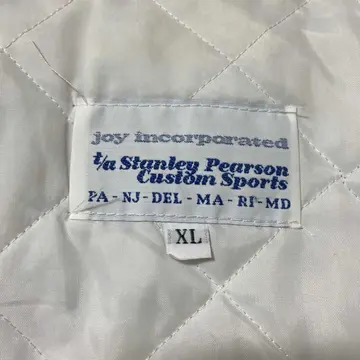 joy incorporated
t/a Stanley Pearson
Custom Sports
PA - NJ - DEL - MA - RI - MD
XL